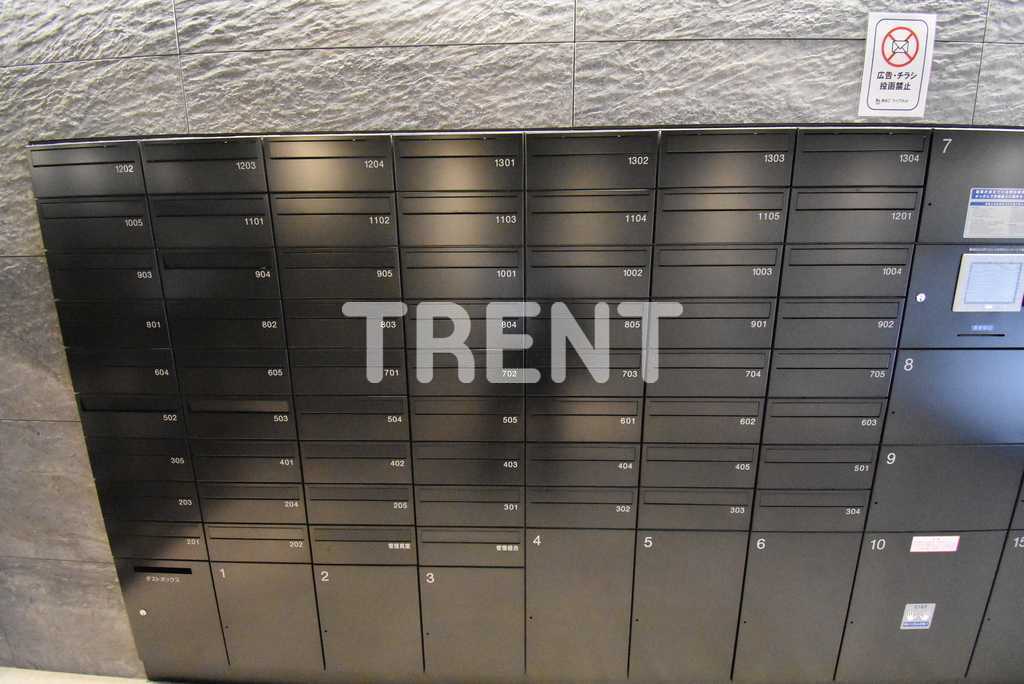 広告・チラシ
投函禁止
1202 1203 1204 1301 1302 1303 1304 7
1005 1101 1102 1103 1104 1105 1201
903 904 905 1001 1002 1003 1004
801 802 803 804 805 901 902
TRENT
604 605 701 702 703 704 705 8
502 503 504 505 601 602 603
305 401 402 403 404 405 501 9
203 204 205 301 302 303 304
201 202 管理員室 管理組合 4 5 6 10 15
ダストボックス 1 2 3